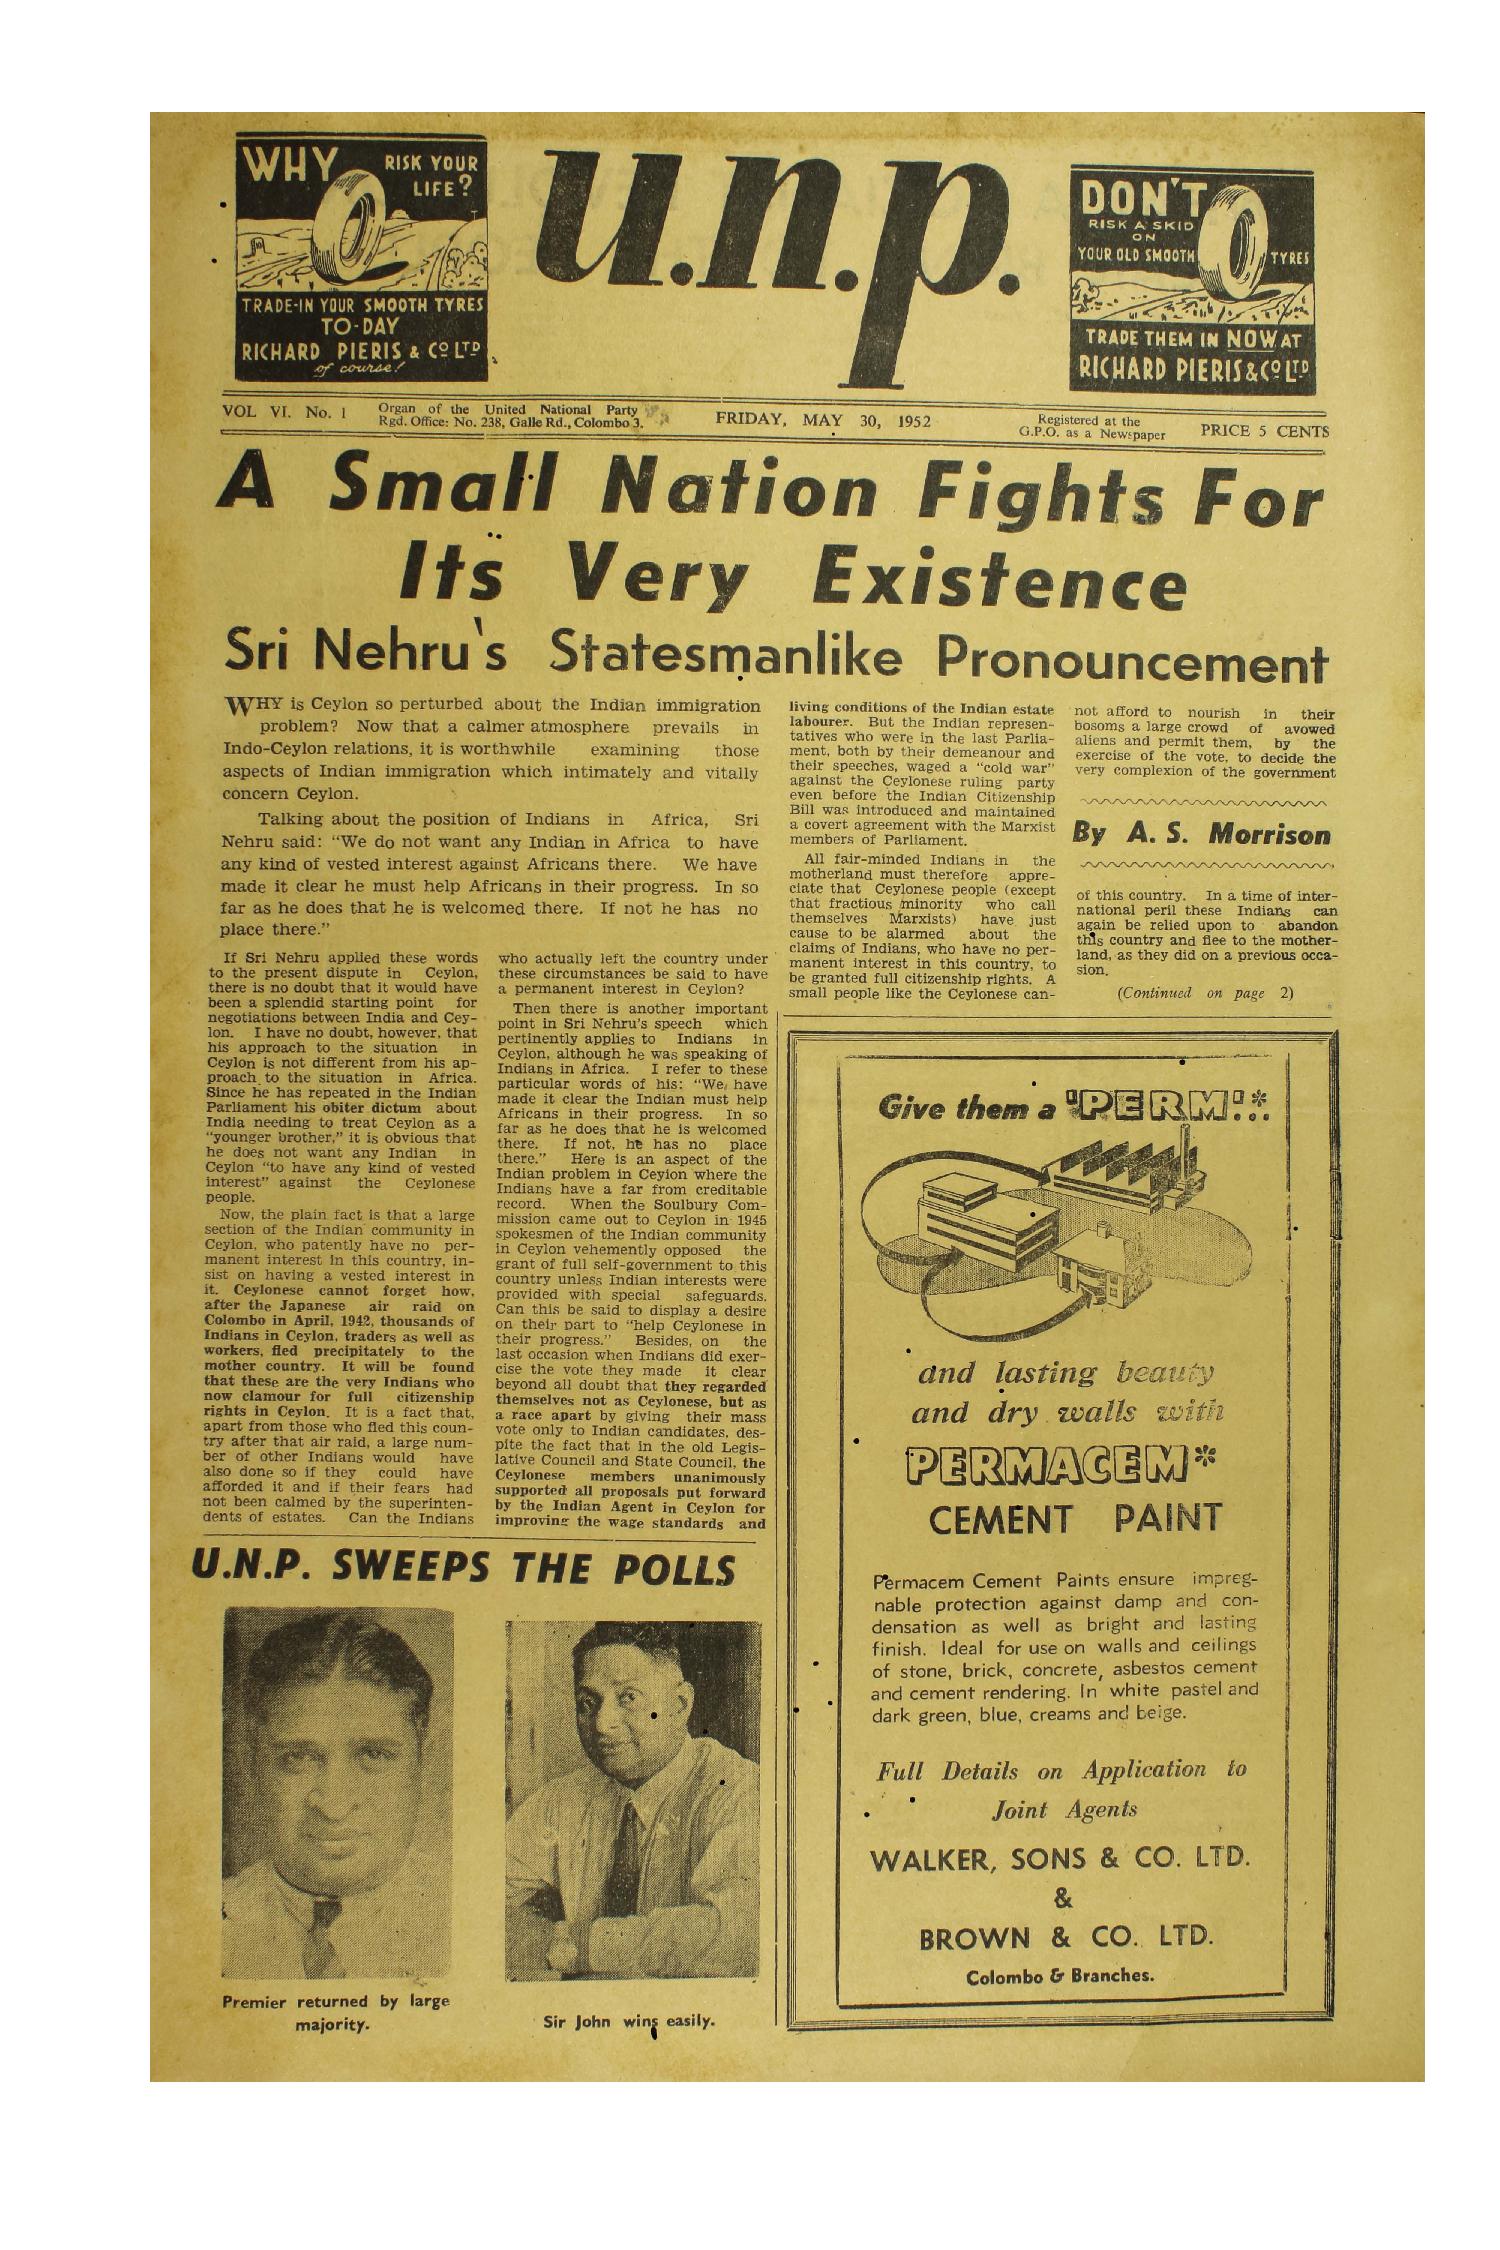 WHY RISK YOUR
LIFE?
TRADE-IN YOUR SMOOTH TYRES
TO-DAY
RICHARD PIERIS & CO LTD
of course!
u.n.p.
DON'T
RISK A SKID
ON
YOUR OLD SMOOTH TYRES
TRADE THEM IN NOW AT
RICHARD PIERIS & CO LTD
VOL VI. No. 1
Organ of the United National Party
Rgd. Office: No. 238, Galle Rd., Colombo 3.
FRIDAY, MAY 30, 1952
Registered at the
G.P.O. as a Newspaper
PRICE 5 CENTS
A Small Nation Fights For
Its Very Existence
Sri Nehru's Statesmanlike Pronouncement
WHY is Ceylon so perturbed about the Indian immigration
problem? Now that a calmer atmosphere prevails in
Indo-Ceylon relations, it is worthwhile examining those
aspects of Indian immigration which intimately and vitally
concern Ceylon.
Talking about the position of Indians in Africa, Sri
Nehru said: "We do not want any Indian in Africa to have
any kind of vested interest against Africans there. We have
made it clear he must help Africans in their progress. In so
far as he does that he is welcomed there. If not he has no
place there."
If Sri Nehru applied these words
to the present dispute in Ceylon,
there is no doubt that it would have
been a splendid starting point for
negotiations between India and Cey-
lon. I have no doubt, however, that
his approach to the situation in
Ceylon is not different from his ap-
proach to the situation in Africa.
Since he has repeated in the Indian
Parliament his obiter dictum about
India needing to treat Ceylon as a
"younger brother," it is obvious that
he does not want any Indian in
Ceylon "to have any kind of vested
interest" against the Ceylonese
people.
Now, the plain fact is that a large
section of the Indian community in
Ceylon, who patently have no per-
manent interest in this country, in-
sist on having a vested interest in
it. Ceylonese cannot forget how,
after the Japanese air raid on
Colombo in April, 1942, thousands of
Indians in Ceylon, traders as well as
workers, fled precipitately to the
mother country. It will be found
that these are the very Indians who
now clamour for full citizenship
rights in Ceylon. It is a fact that,
apart from those who fled this coun-
try after that air raid, a large num-
ber of other Indians would have
also done so if they could have
afforded it and if their fears had
not been calmed by the superinten-
dents of estates. Can the Indians
who actually left the country under
these circumstances be said to have
a permanent interest in Ceylon?
Then there is another important
point in Sri Nehru's speech which
pertinently applies to Indians in
Ceylon, although he was speaking of
Indians in Africa. I refer to these
particular words of his: "We have
made it clear the Indian must help
Africans in their progress. In so
far as he does that he is welcomed
there. If not, he has no place
there." Here is an aspect of the
Indian problem in Ceylon where the
Indians have a far from creditable
record. When the Soulbury Com-
mission came out to Ceylon in 1945
spokesmen of the Indian community
in Ceylon vehemently opposed the
grant of full self-government to this
country unless Indian interests were
provided with special safeguards.
Can this be said to display a desire
on their part to "help Ceylonese in
their progress." Besides, on the
last occasion when Indians did exer-
cise the vote they made it clear
beyond all doubt that they regarded
themselves not as Ceylonese, but as
a race apart by giving their mass
vote only to Indian candidates, des-
pite the fact that in the old Legis-
lative Council and State Council, the
Ceylonese members unanimously
supported all proposals put forward
by the Indian Agent in Ceylon for
improving the wage standards and
living conditions of the Indian estate
labourer. But the Indian represen-
tatives who were in the last Parlia-
ment, both by their demeanour and
their speeches, waged a "cold war"
against the Ceylonese ruling party
even before the Indian Citizenship
Bill was introduced and maintained
a covert agreement with the Marxist
members of Parliament.
All fair-minded Indians in the
motherland must therefore appre-
ciate that Ceylonese people (except
that fractious minority who call
themselves Marxists) have just
cause to be alarmed about the
claims of Indians, who have no per-
manent interest in this country, to
be granted full citizenship rights. A
small people like the Ceylonese can-
not afford to nourish in their
bosoms a large crowd of avowed
aliens and permit them, by the
exercise of the vote, to decide the
very complexion of the government
By A. S. Morrison
of this country. In a time of inter-
national peril these Indians can
again be relied upon to abandon
this country and flee to the mother-
land, as they did on a previous occa-
sion.
(Continued on page 2)
U.N.P. SWEEPS THE POLLS
Premier returned by large
majority.
Sir John wins easily.
Give them a 'PERM'*...
and lasting beauty
and dry walls with
PERMACEM*
CEMENT PAINT
Permacem Cement Paints ensure impreg-
nable protection against damp and con-
densation as well as bright and lasting
finish. Ideal for use on walls and ceilings
of stone, brick, concrete, asbestos cement
and cement rendering. In white pastel and
dark green, blue, creams and beige.
Full Details on Application to
Joint Agents
WALKER, SONS & CO. LTD.
&
BROWN & CO. LTD.
Colombo & Branches.